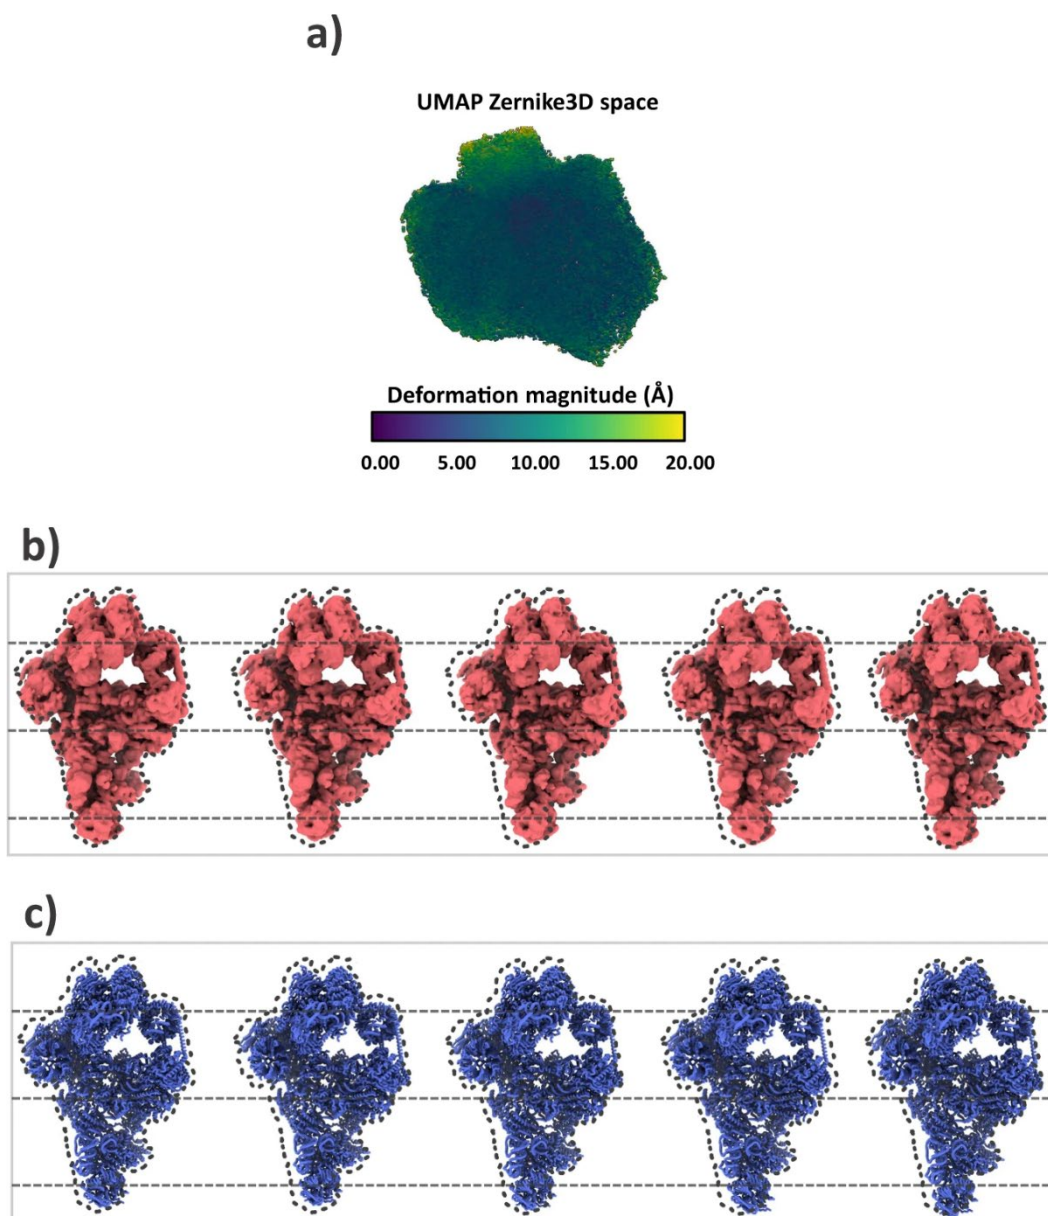 a)
UMAP Zernike3D space
Deformation magnitude (Å)
0.00 5.00 10.00 15.00 20.00
b)
c)